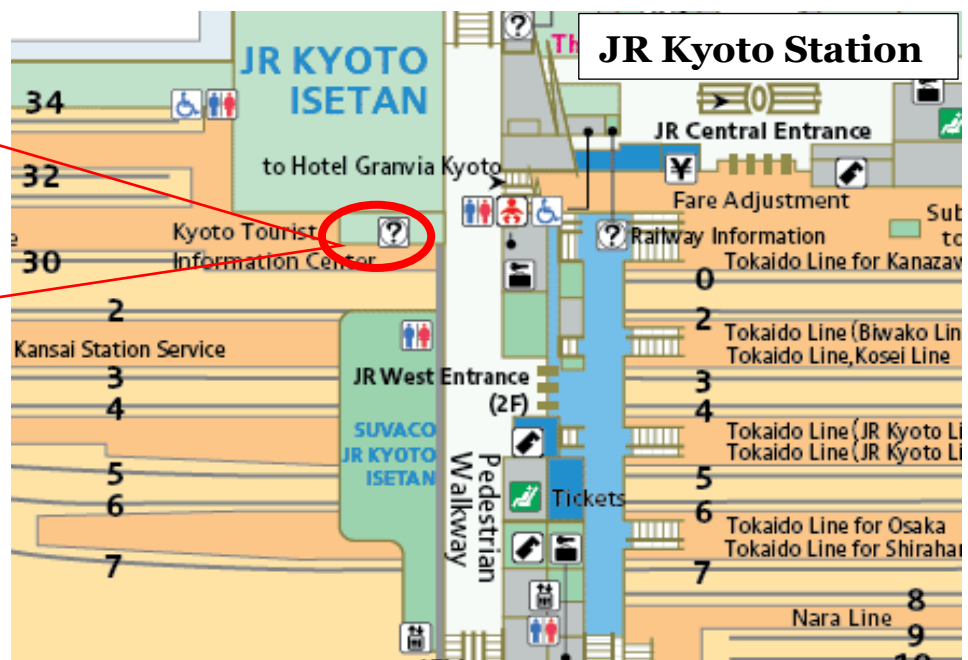 JR Kyoto Station
Th
JR KYOTO
ISETAN
34
JR Central Entrance
to Hotel Granvia Kyoto
¥
32
Fare Adjustment
Sub
to
Kyoto Tourist
Information Center
?
?
?
Railway Information
30
Tokaido Line for Kanazaw
0
2
2
Tokaido Line (Biwako Lin
Tokaido Line,Kosei Line
Kansai Station Service
JR West Entrance
(2F)
3
3
4
4
SUVACO
JR KYOTO
ISETAN
Tokaido Line (JR Kyoto Li
Tokaido Line (JR Kyoto Li
Pedestrian
Walkway
5
5
Tickets
6
6
Tokaido Line for Osaka
Tokaido Line for Shirahar
7
7
8
Nara Line
9
10